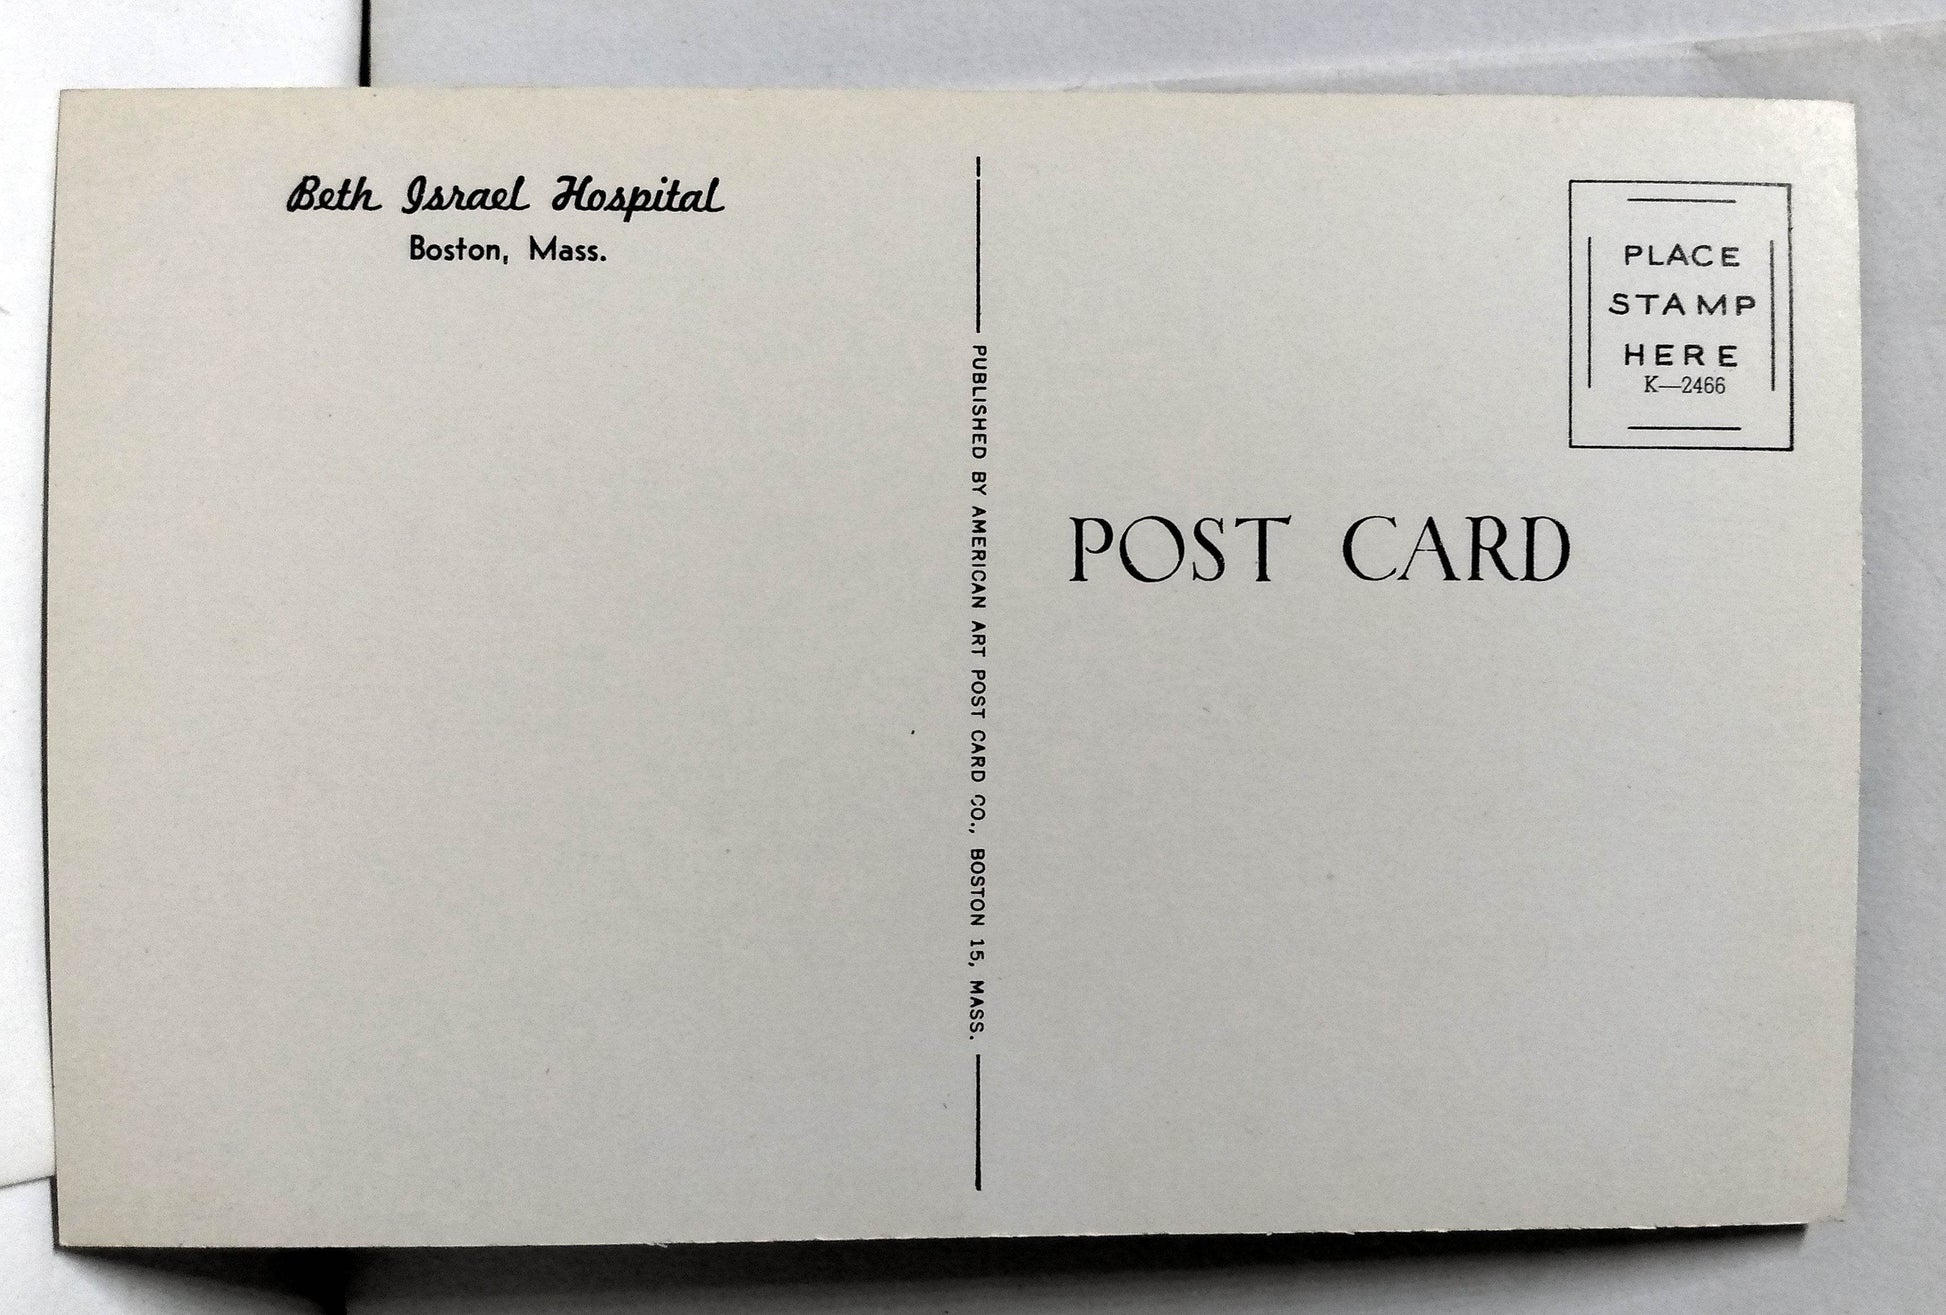 Beth Israel Hospital
Boston, Mass.
PUBLISHED BY AMERICAN ART POST CARD CO., BOSTON 15, MASS.
PLACE
STAMP
HERE
K—2466
POST CARD